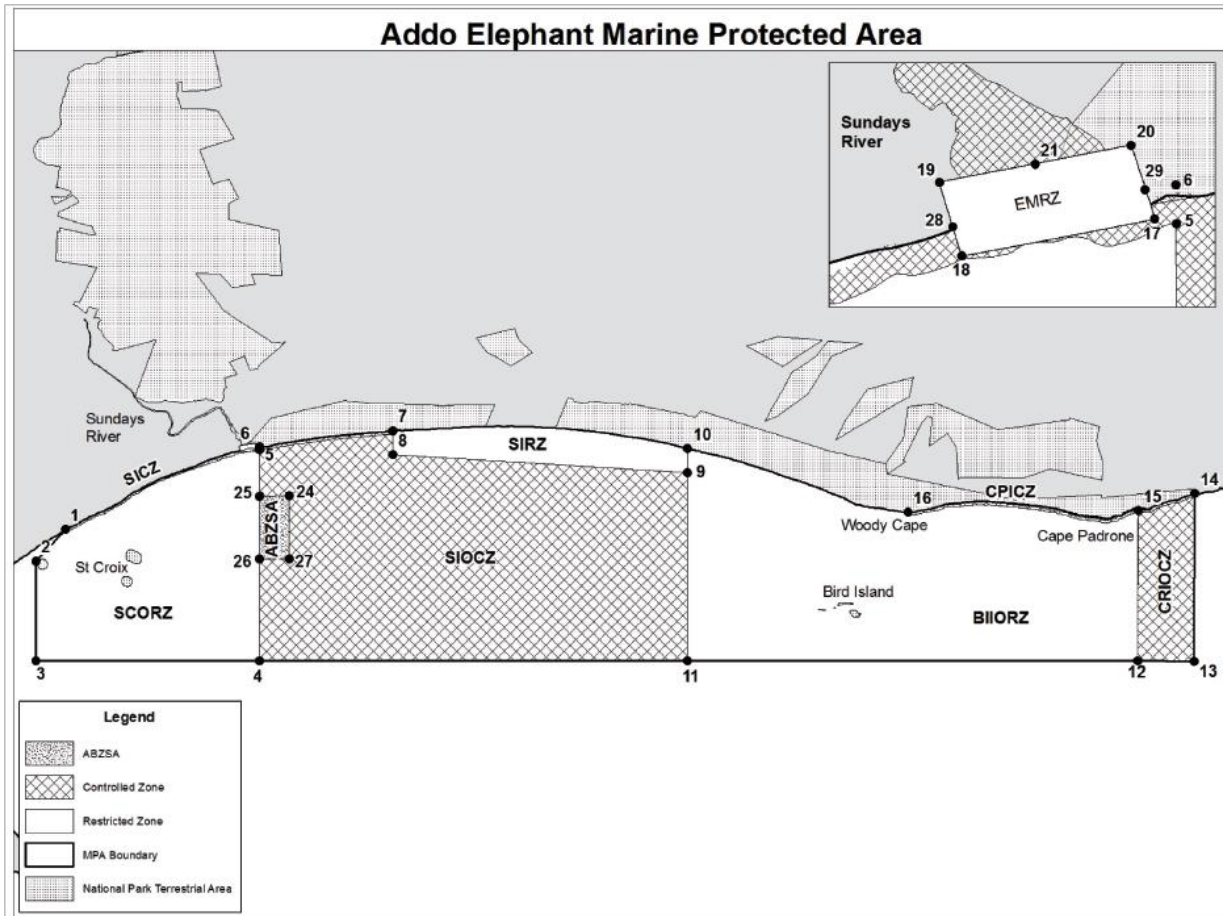 Addo Elephant Marine Protected Area
Sundays
River
20
21
19
29
6
EMRZ
28
17
5
18
Sundays
River
7
6
8
5
SIRZ
10
9
SICZ
25
24
ABZSA
16
CPICZ
15
14
Woody Cape
Cape Padrone
1
2
St Croix
26
27
SIOCZ
Bird Island
SCORZ
BIIORZ
CRIOCZ
3
4
11
12
13
Legend
ABZSA
Controlled Zone
Restricted Zone
MPA Boundary
National Park Terrestrial Area